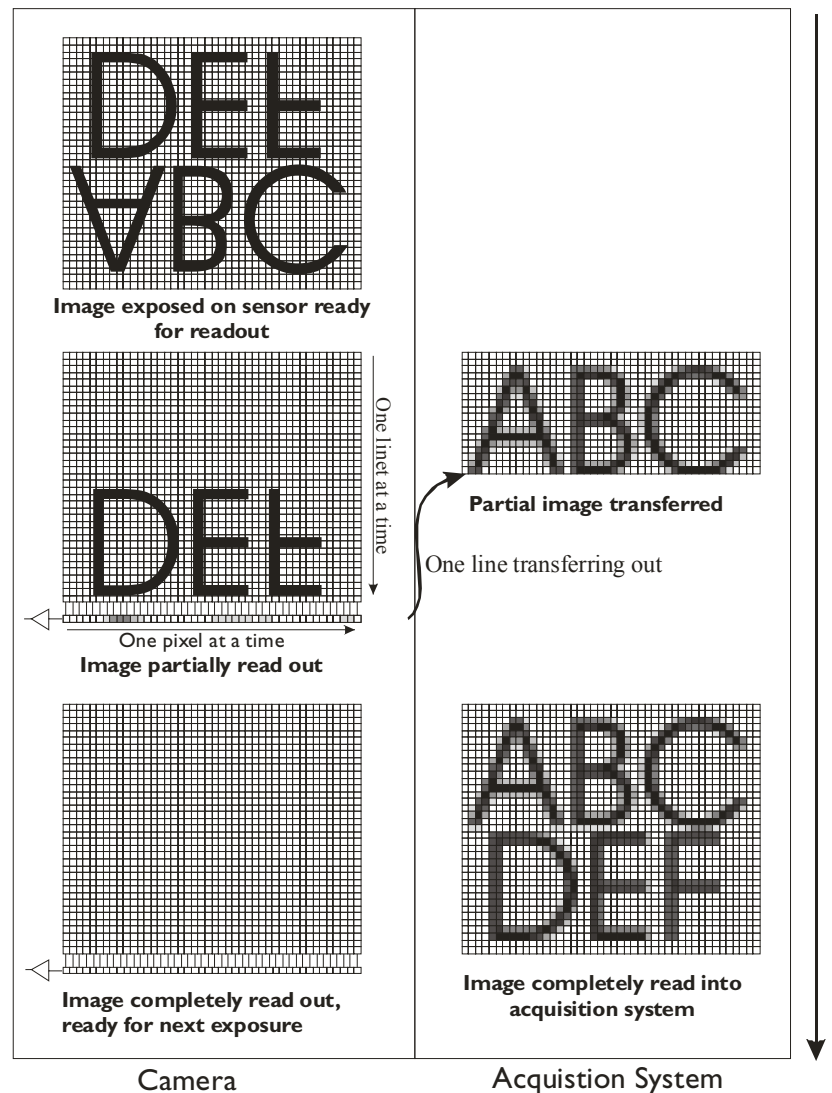 DEF
ABC
Image exposed on sensor ready
for readout
One linet at a time
DEF
One pixel at a time
Image partially read out
ABC
Partial image transferred
One line transferring out
Image completely read out,
ready for next exposure
ABC
DEF
Image completely read into
acquisition system
Camera
Acquistion System